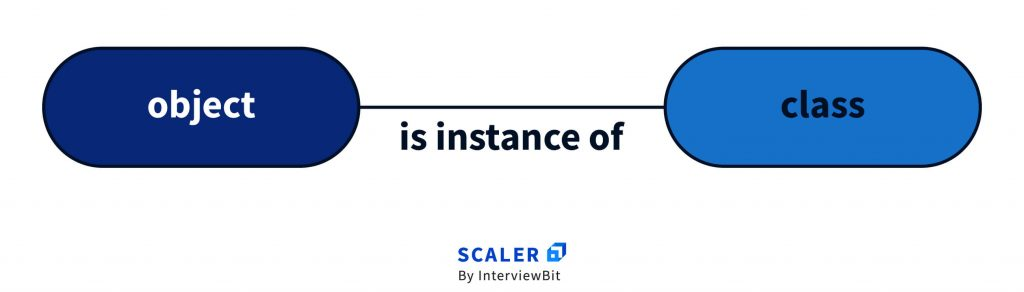 object
is instance of
class
SCALER
By InterviewBit